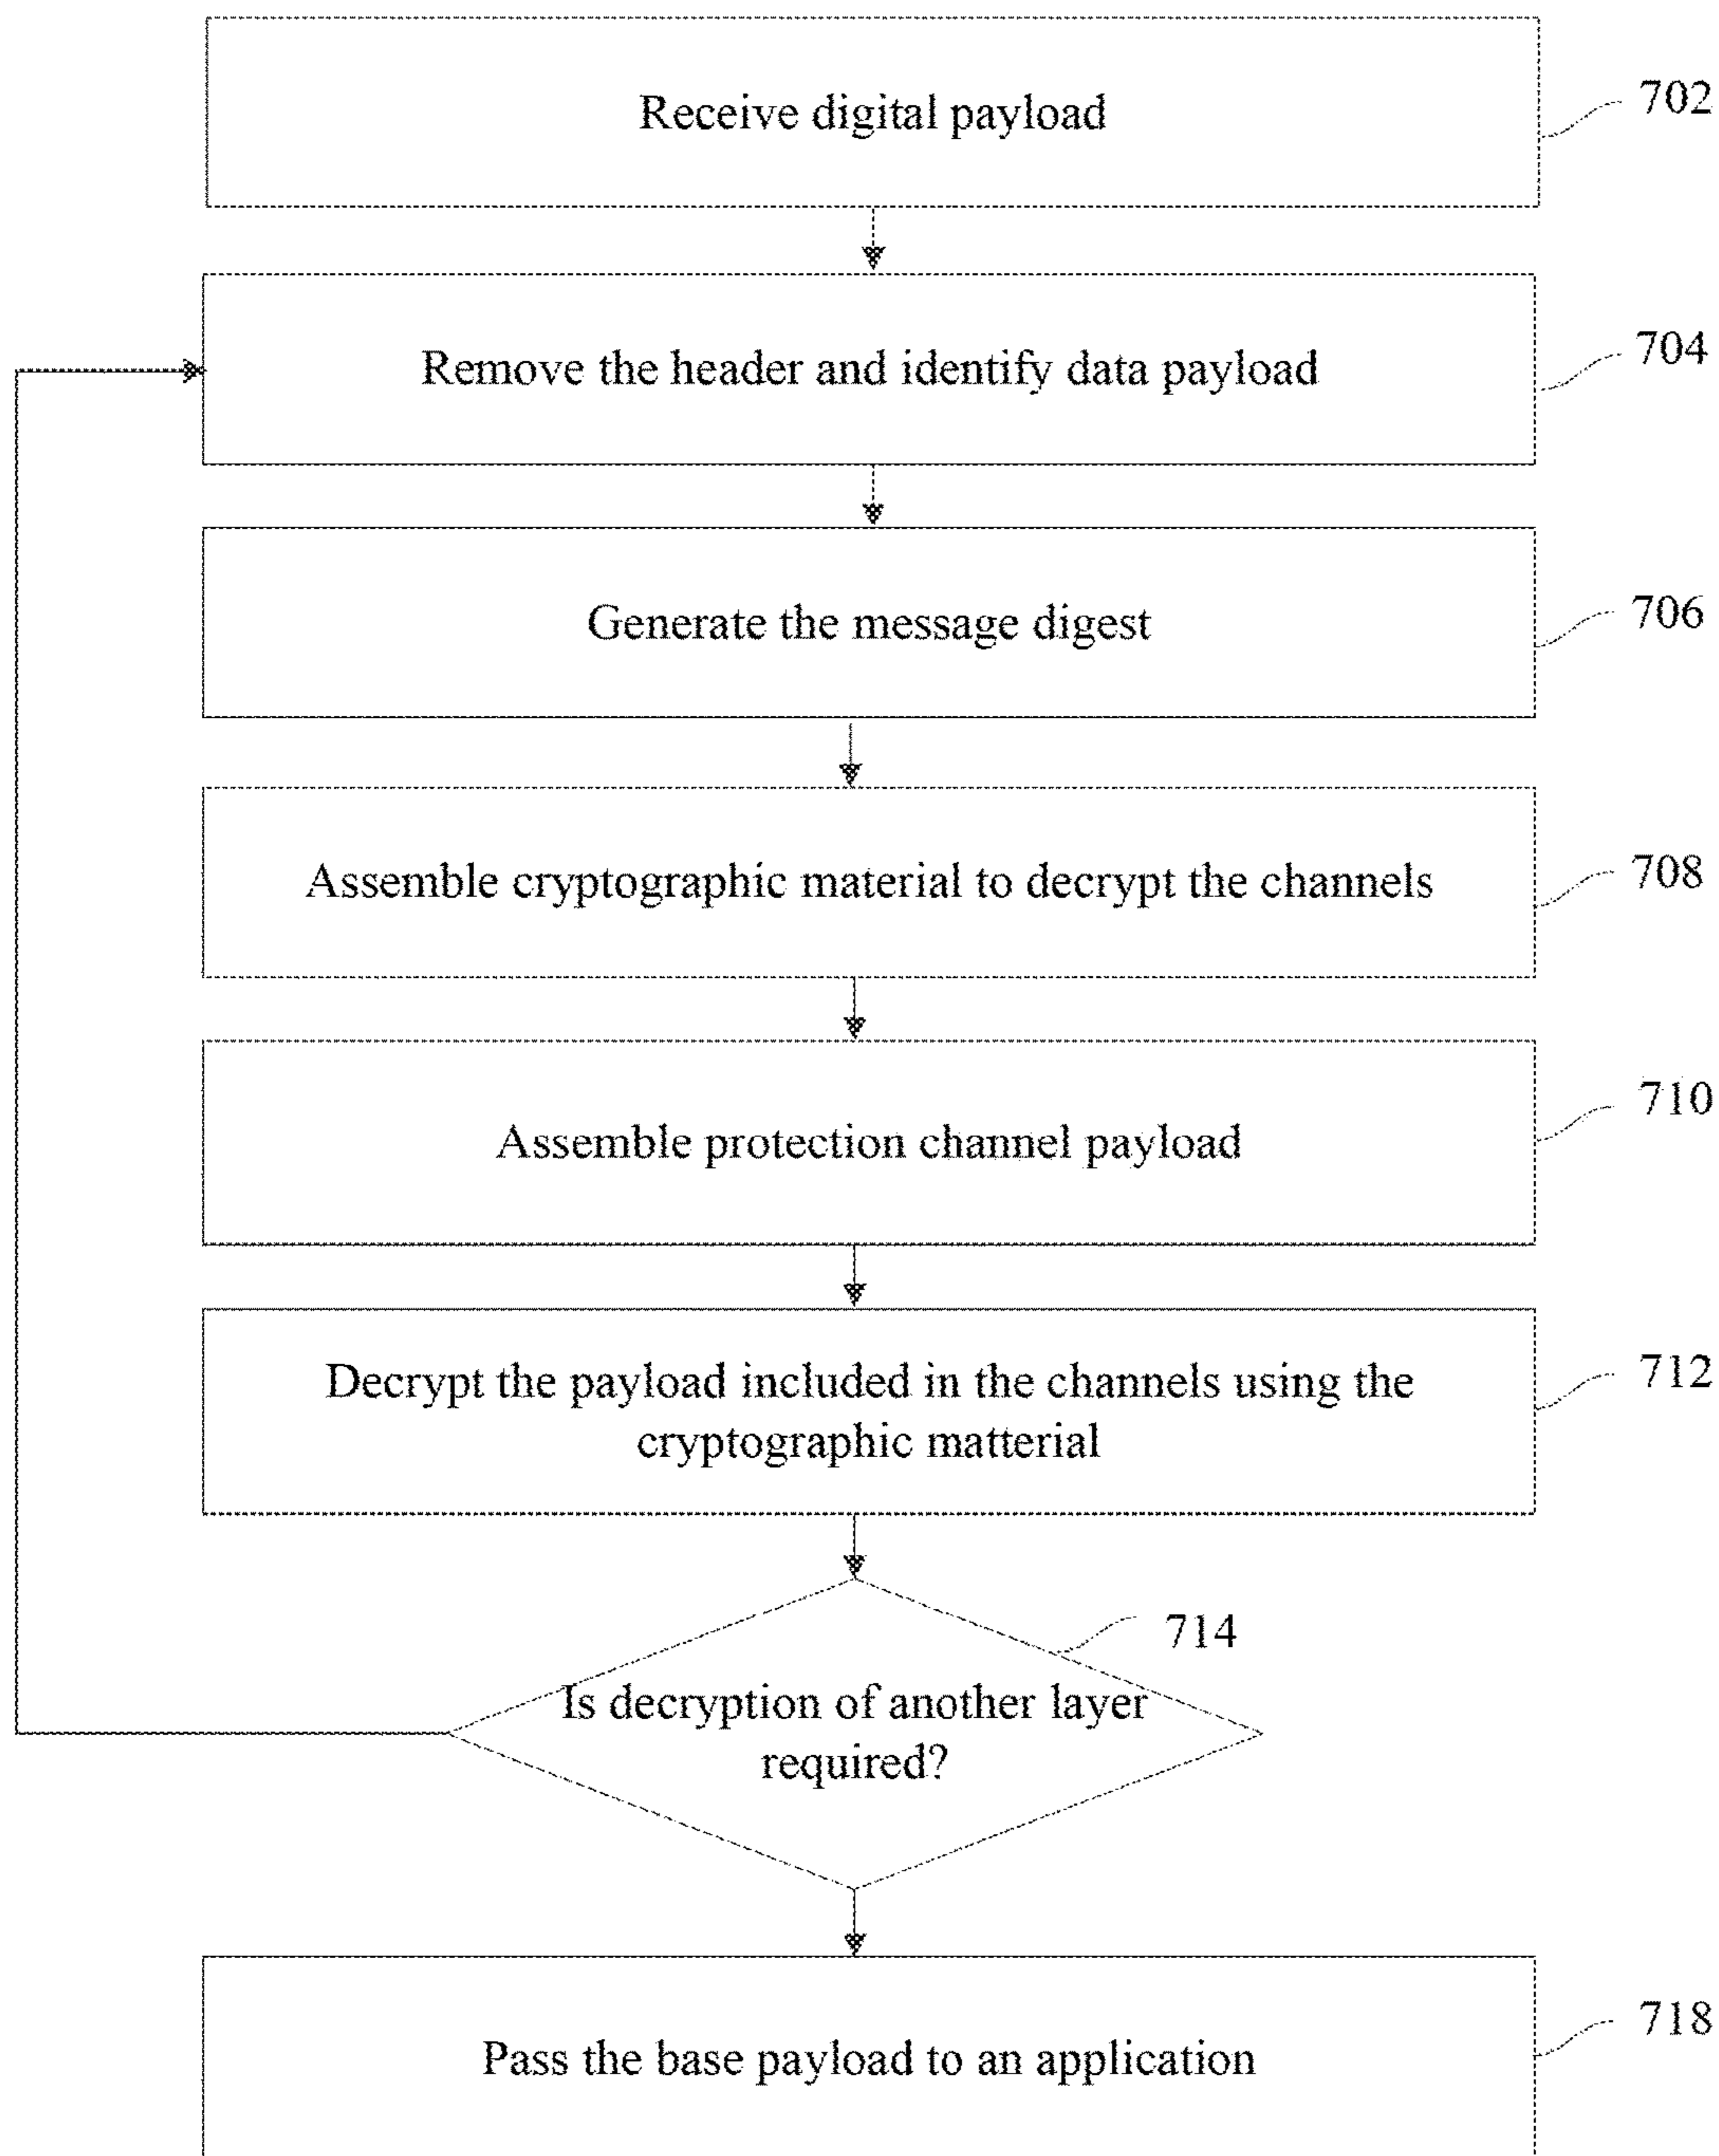 Receive digital payload
702
Remove the header and identify data payload
704
Generate the message digest
706
Assemble cryptographic material to decrypt the channels
708
Assemble protection channel payload
710
Decrypt the payload included in the channels using the
cryptographic matterial
712
714
Is decryption of another layer
required?
Pass the base payload to an application
718